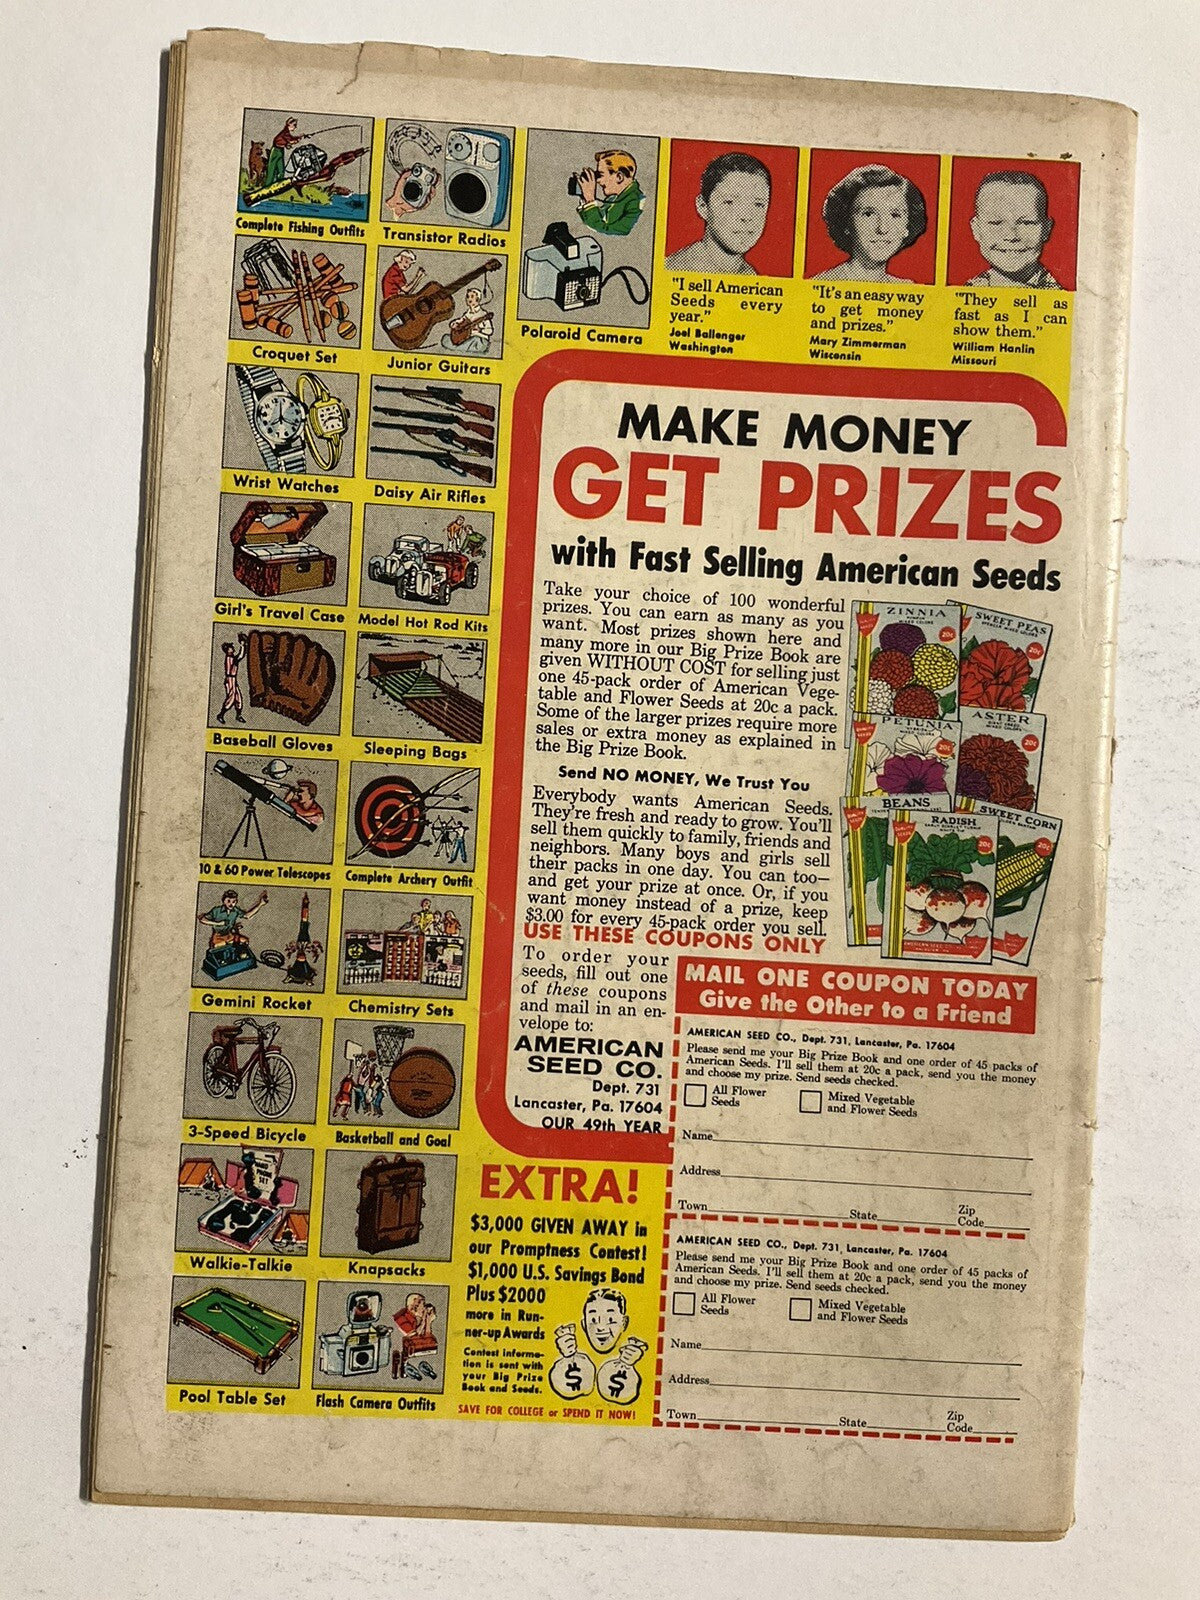 Complete Fishing Outfits
Transistor Radios
Polaroid Camera
Croquet Set
Junior Guitars
Wrist Watches
Daisy Air Rifles
Girl's Travel Case
Model Hot Rod Kits
Baseball Gloves
Sleeping Bags
10 & 60 Power Telescopes
Complete Archery Outfit
Gemini Rocket
Chemistry Sets
3-Speed Bicycle
Basketball and Goal
Walkie-Talkie
Knapsacks
Pool Table Set
Flash Camera Outfits
"I sell American
Seeds every
year."
Joel Ballenger
Washington
"It's an easy way
to get money
and prizes."
Mary Zimmerman
Wisconsin
"They sell as
fast as I can
show them."
William Hanlin
Missouri
MAKE MONEY
GET PRIZES
with Fast Selling American Seeds
Take your choice of 100 wonderful
prizes. You can earn as many as you
want. Most prizes shown here and
many more in our Big Prize Book are
given WITHOUT COST for selling just
one 45-pack order of American Vege-
table and Flower Seeds at 20c a pack.
Some of the larger prizes require more
sales or extra money as explained in
the Big Prize Book.
Send NO MONEY, We Trust You
Everybody wants American Seeds.
They're fresh and ready to grow. You'll
sell them quickly to family, friends and
neighbors. Many boys and girls sell
their packs in one day. You can too—
and get your prize at once. Or, if you
want money instead of a prize, keep
$3.00 for every 45-pack order you sell.
USE THESE COUPONS ONLY
ZINNIA
20c
SWEET PEAS
20c
PETUNIA
20c
ASTER
20c
BEANS
RADISH
20c
SWEET CORN
20c
To order your
seeds, fill out one
of these coupons
and mail in an en-
velope to:
AMERICAN
SEED CO.
Dept. 731
Lancaster, Pa. 17604
OUR 49th YEAR
MAIL ONE COUPON TODAY
Give the Other to a Friend
AMERICAN SEED CO., Dept. 731, Lancaster, Pa. 17604
Please send me your Big Prize Book and one order of 45 packs of
American Seeds. I'll sell them at 20c a pack, send you the money
and choose my prize. Send seeds checked.
All Flower
Seeds
Mixed Vegetable
and Flower Seeds
Name
Address
Town State Zip
Code
AMERICAN SEED CO., Dept. 731, Lancaster, Pa. 17604
Please send me your Big Prize Book and one order of 45 packs of
American Seeds. I'll sell them at 20c a pack, send you the money
and choose my prize. Send seeds checked.
All Flower
Seeds
Mixed Vegetable
and Flower Seeds
Name
Address
Town State Zip
Code
EXTRA!
$3,000 GIVEN AWAY in
our Promptness Contest!
$1,000 U.S. Savings Bond
Plus $2000
more in Run-
ner-up Awards
Contest informa-
tion is sent with
your Big Prize
Book and Seeds.
$ $
SAVE FOR COLLEGE or SPEND IT NOW!